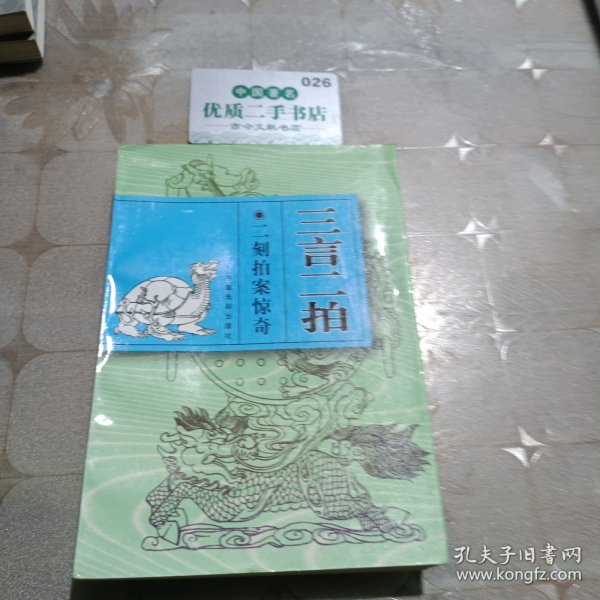 026
中国著名
优质二手书店
古今文献书店
三言二拍
二刻拍案惊奇
孔夫子旧书网
www.kongfz.com